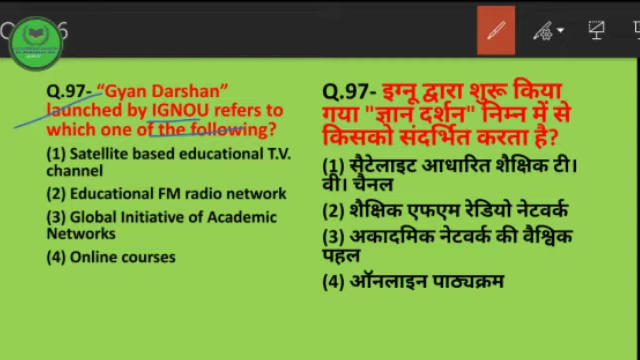 Q.97- "Gyan Darshan"
launched by IGNOU refers to
which one of the following?
(1) Satellite based educational T.V.
channel
(2) Educational FM radio network
(3) Global Initiative of Academic
Networks
(4) Online courses
Q.97- इग्नू द्वारा शुरू किया
गया "ज्ञान दर्शन" निम्न में से
किसको संदर्भित करता है?
(1) सैटेलाइट आधारित शैक्षिक टी।
वी। चैनल
(2) शैक्षिक एफएम रेडियो नेटवर्क
(3) अकादमिक नेटवर्क की वैश्विक
पहल
(4) ऑनलाइन पाठ्यक्रम